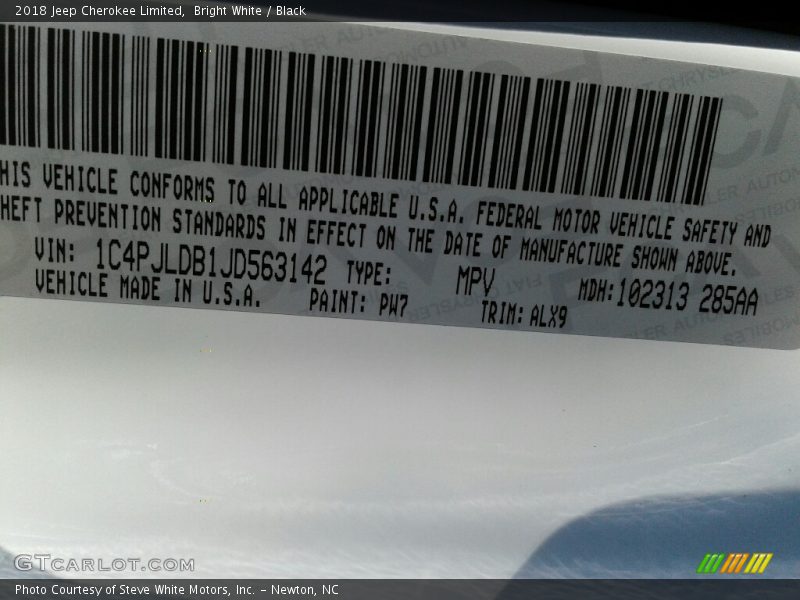 2018 Jeep Cherokee Limited, Bright White / Black
HIS VEHICLE CONFORMS TO ALL APPLICABLE U.S.A. FEDERAL MOTOR VEHICLE SAFETY AND
HEFT PREVENTION STANDARDS IN EFFECT ON THE DATE OF MANUFACTURE SHOWN ABOVE.
VIN: 1C4PJLDB1JD563142 TYPE: MPV MDH:102313 285AA
VEHICLE MADE IN U.S.A. PAINT: PW7 TRIM: ALX9
GTCARLOT.COM
Photo Courtesy of Steve White Motors, Inc. – Newton, NC